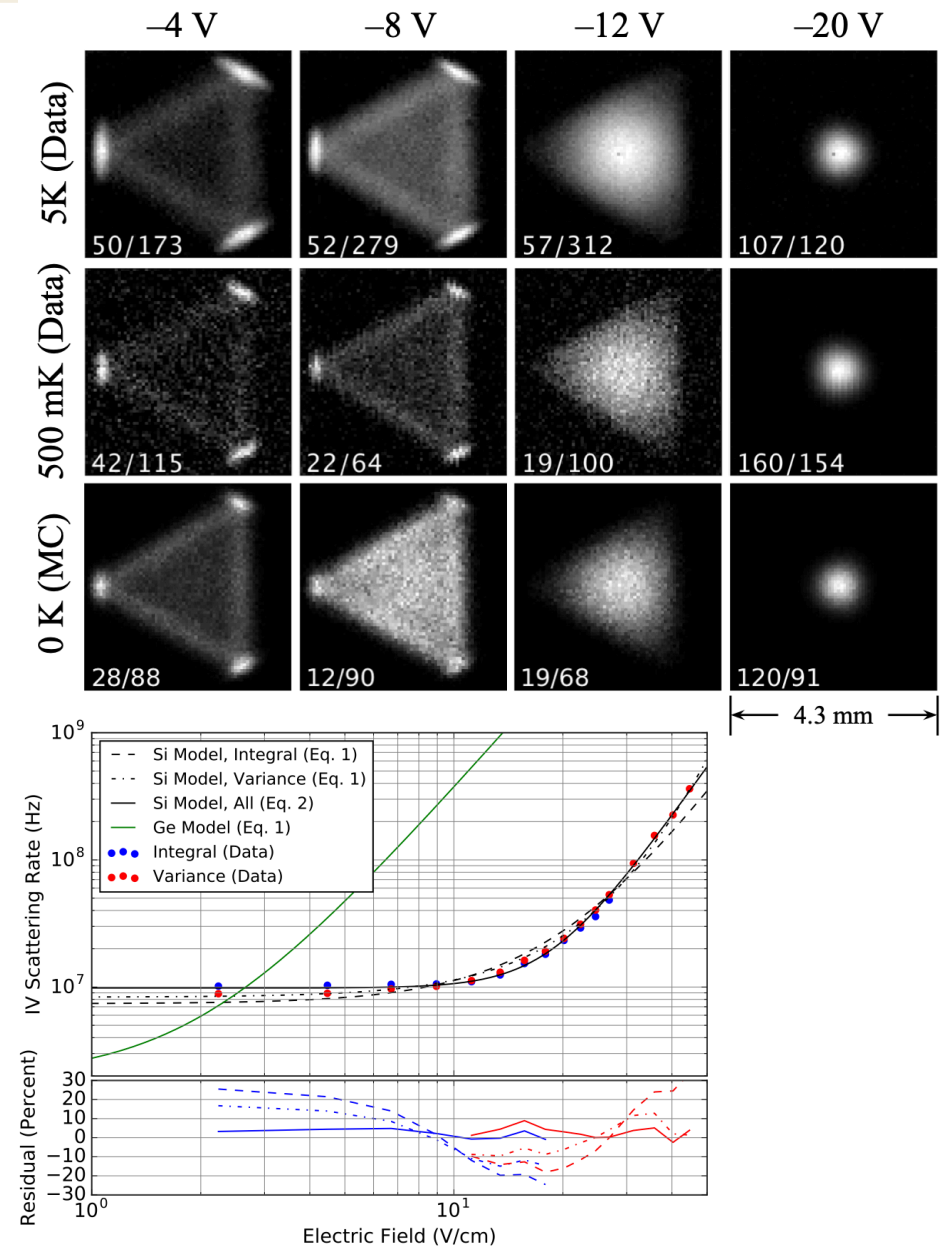 –4 V –8 V –12 V –20 V
5K (Data)
50/173 52/279 57/312 107/120
500 mK (Data)
42/115 22/64 19/100 160/154
0 K (MC)
28/88 12/90 19/68 120/91
4.3 mm
10⁹
Si Model, Integral (Eq. 1)
Si Model, Variance (Eq. 1)
Si Model, All (Eq. 2)
Ge Model (Eq. 1)
Integral (Data)
Variance (Data)
10⁸
10⁷
IV Scattering Rate (Hz)
30
20
10
0
−10
−20
−30
Residual (Percent)
10⁰ 10¹
Electric Field (V/cm)